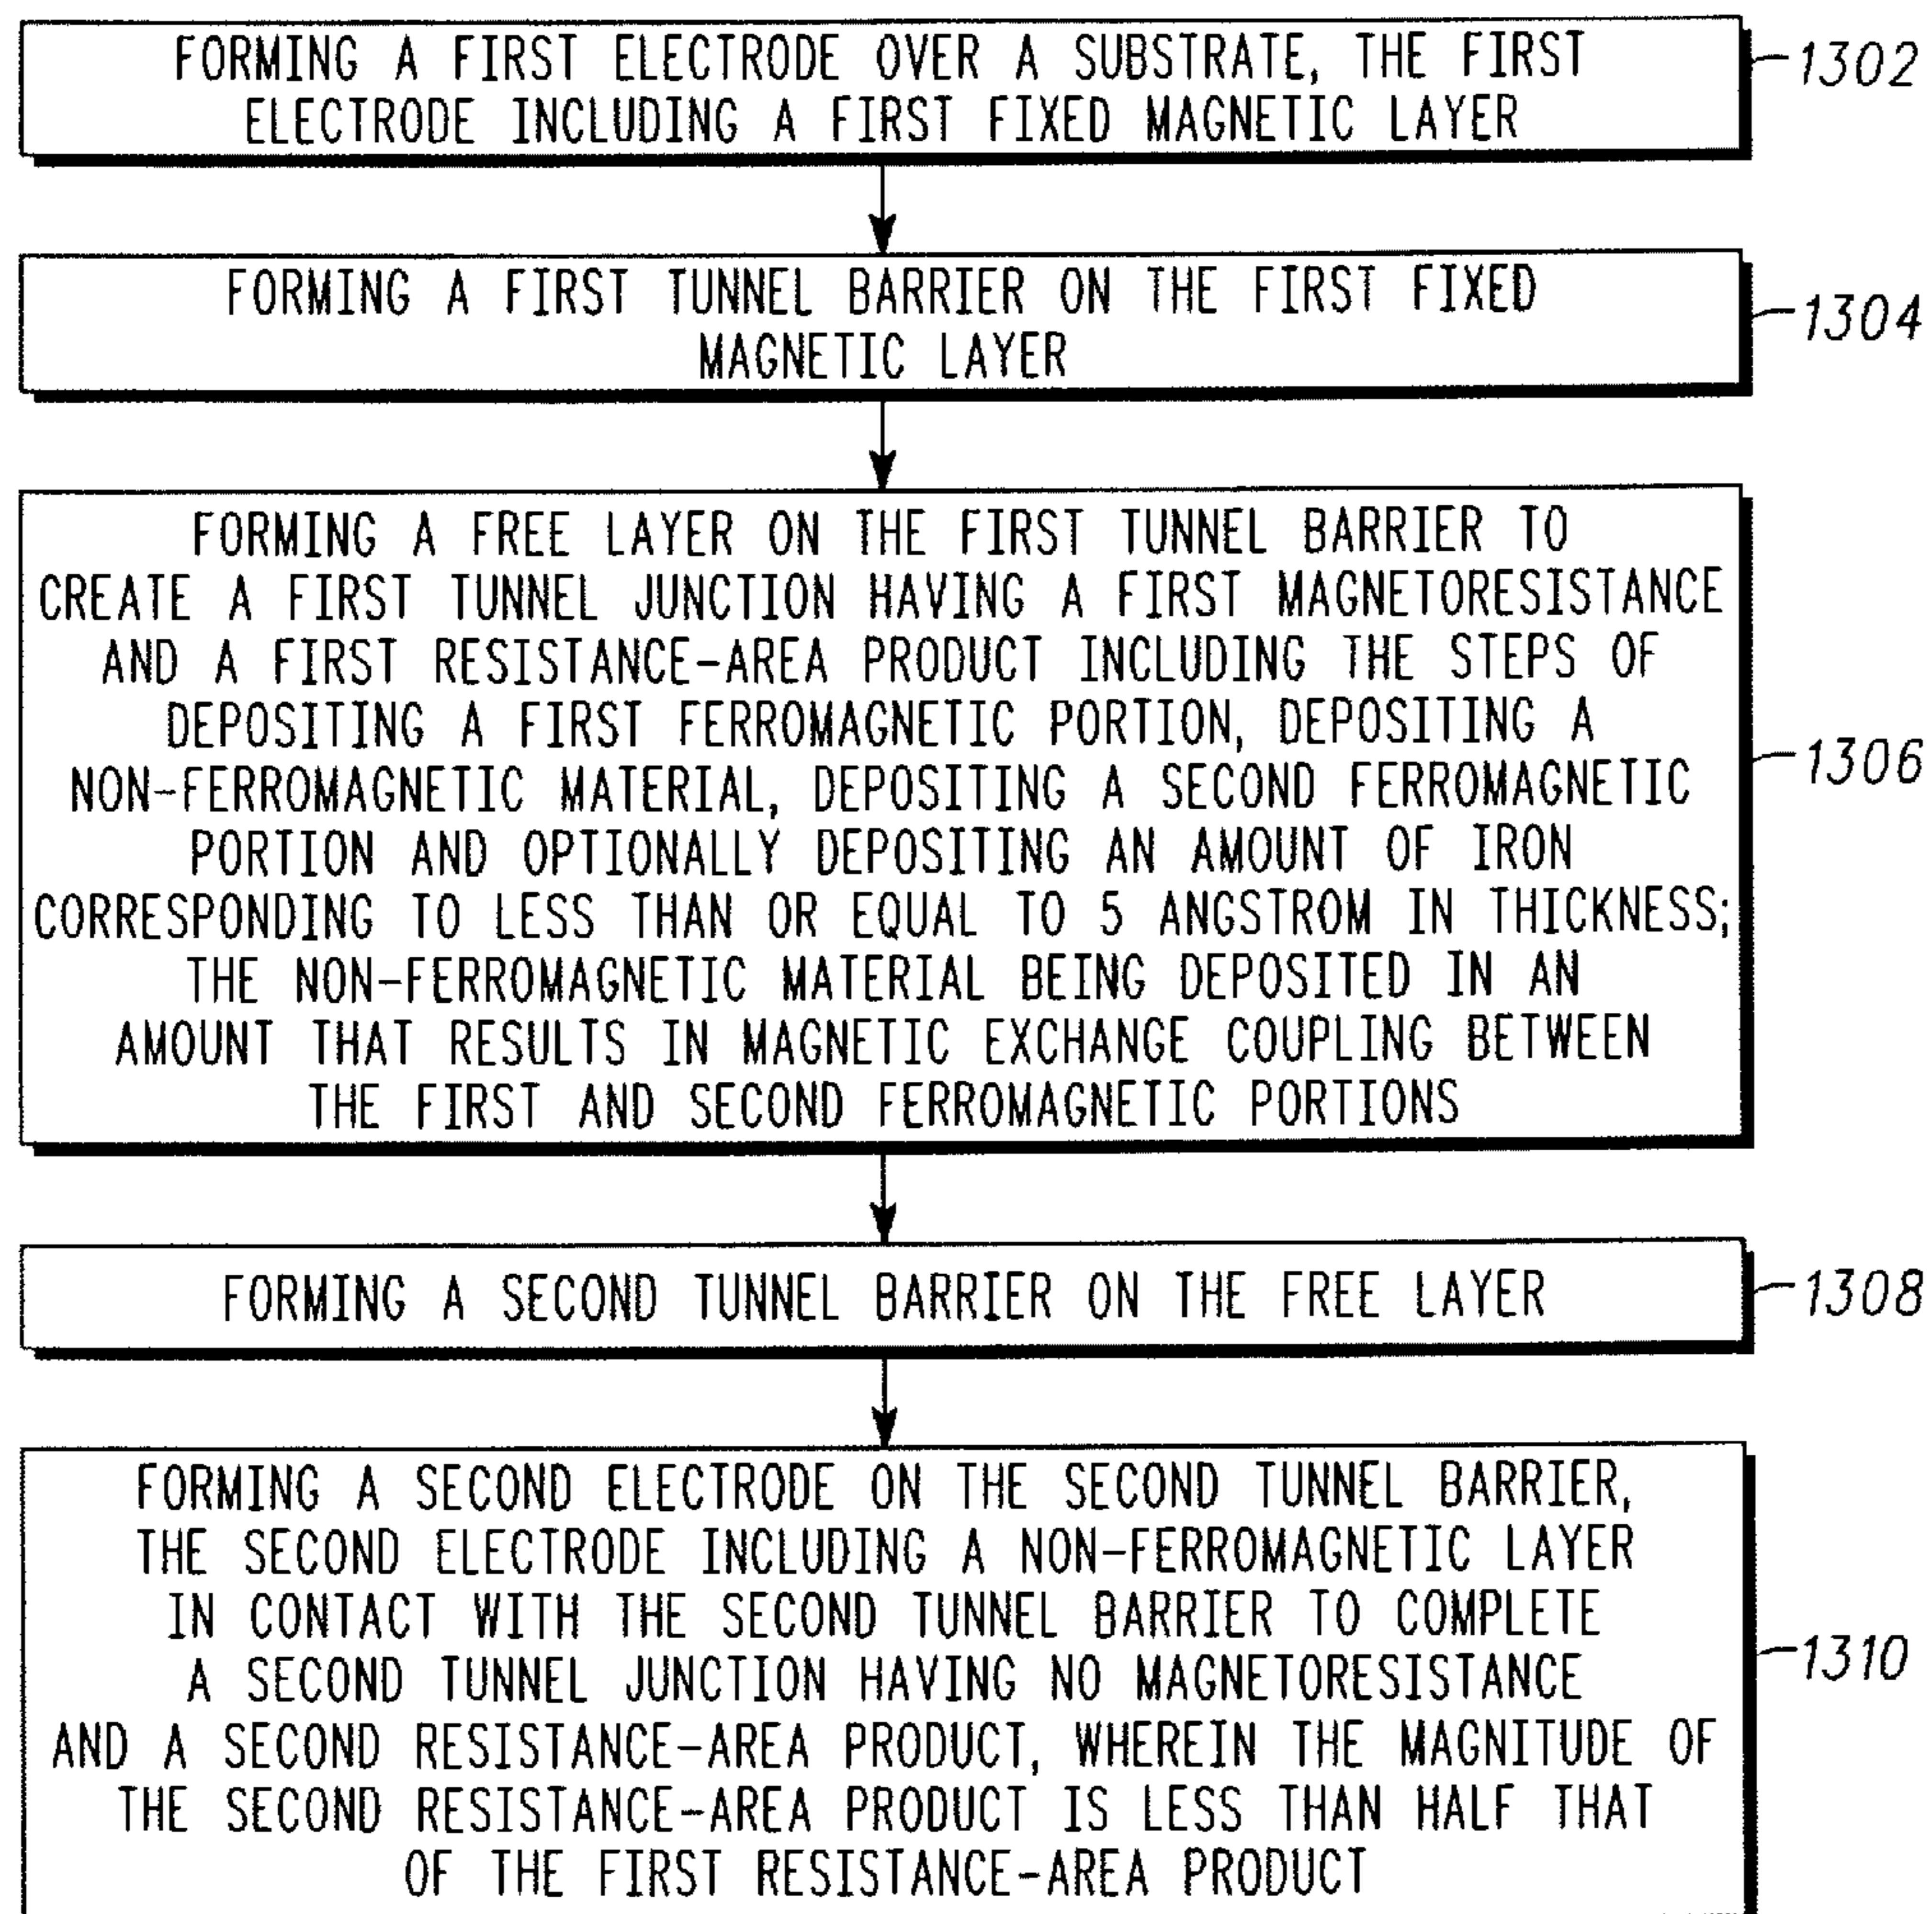 FORMING A FIRST ELECTRODE OVER A SUBSTRATE, THE FIRST
ELECTRODE INCLUDING A FIRST FIXED MAGNETIC LAYER
1302
FORMING A FIRST TUNNEL BARRIER ON THE FIRST FIXED
MAGNETIC LAYER
1304
FORMING A FREE LAYER ON THE FIRST TUNNEL BARRIER TO
CREATE A FIRST TUNNEL JUNCTION HAVING A FIRST MAGNETORESISTANCE
AND A FIRST RESISTANCE-AREA PRODUCT INCLUDING THE STEPS OF
DEPOSITING A FIRST FERROMAGNETIC PORTION, DEPOSITING A
NON-FERROMAGNETIC MATERIAL, DEPOSITING A SECOND FERROMAGNETIC
PORTION AND OPTIONALLY DEPOSITING AN AMOUNT OF IRON
CORRESPONDING TO LESS THAN OR EQUAL TO 5 ANGSTROM IN THICKNESS;
THE NON-FERROMAGNETIC MATERIAL BEING DEPOSITED IN AN
AMOUNT THAT RESULTS IN MAGNETIC EXCHANGE COUPLING BETWEEN
THE FIRST AND SECOND FERROMAGNETIC PORTIONS
1306
FORMING A SECOND TUNNEL BARRIER ON THE FREE LAYER
1308
FORMING A SECOND ELECTRODE ON THE SECOND TUNNEL BARRIER,
THE SECOND ELECTRODE INCLUDING A NON-FERROMAGNETIC LAYER
IN CONTACT WITH THE SECOND TUNNEL BARRIER TO COMPLETE
A SECOND TUNNEL JUNCTION HAVING NO MAGNETORESISTANCE
AND A SECOND RESISTANCE-AREA PRODUCT, WHEREIN THE MAGNITUDE OF
THE SECOND RESISTANCE-AREA PRODUCT IS LESS THAN HALF THAT
OF THE FIRST RESISTANCE-AREA PRODUCT
1310